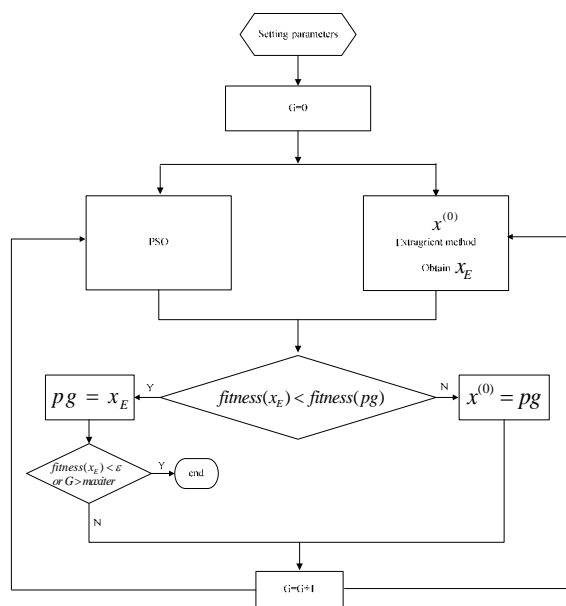 Setting parameters
G=0
PSO
x^{(0)}
Extragrient method
Obtain x_E
fitness(x_E) < fitness(pg)
Y
N
pg = x_E
x^{(0)} = pg
fitness(x_E) < ε
or G > maxiter
Y
end
N
G=G+1